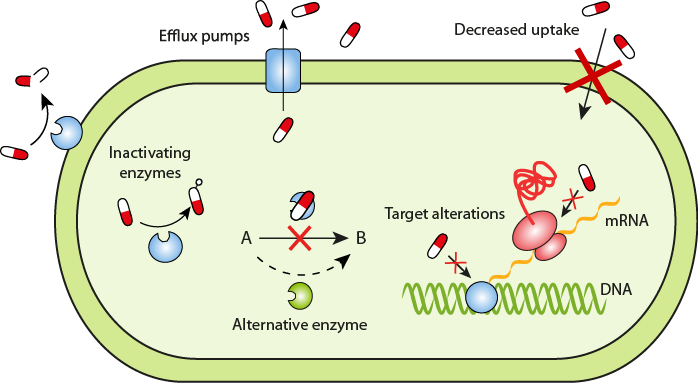 Efflux pumps
Decreased uptake
Inactivating
enzymes
Target alterations
mRNA
A
B
DNA
Alternative enzyme